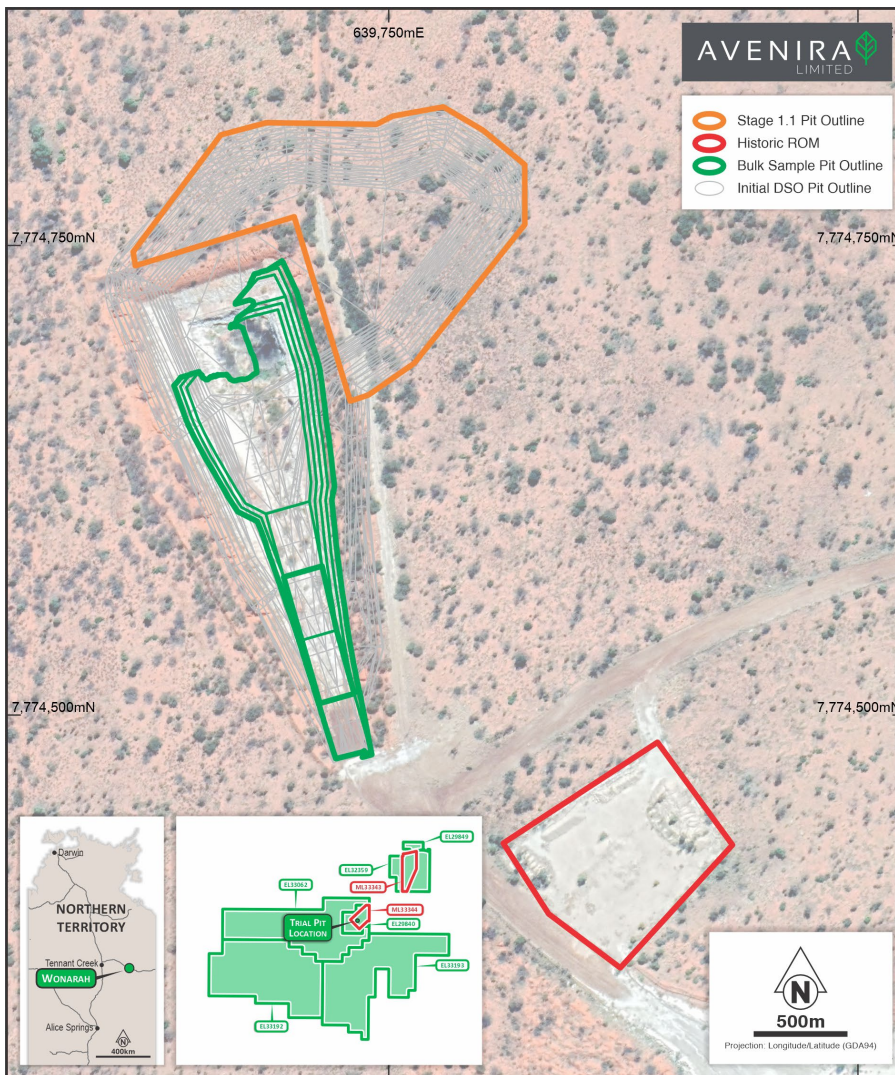 639,750mE
AVENIRA
LIMITED
Stage 1.1 Pit Outline
Historic ROM
Bulk Sample Pit Outline
Initial DSO Pit Outline
7,774,750mN
7,774,750mN
7,774,500mN
7,774,500mN
Darwin
NORTHERN
TERRITORY
Tennant Creek
WONARAH
Alice Springs
N
400km
EL29849
EL32359
ML33343
EL33062
ML33344
TRIAL PIT
LOCATION
EL29840
EL33193
EL33192
N
500m
Projection: Longitude/Latitude (GDA94)